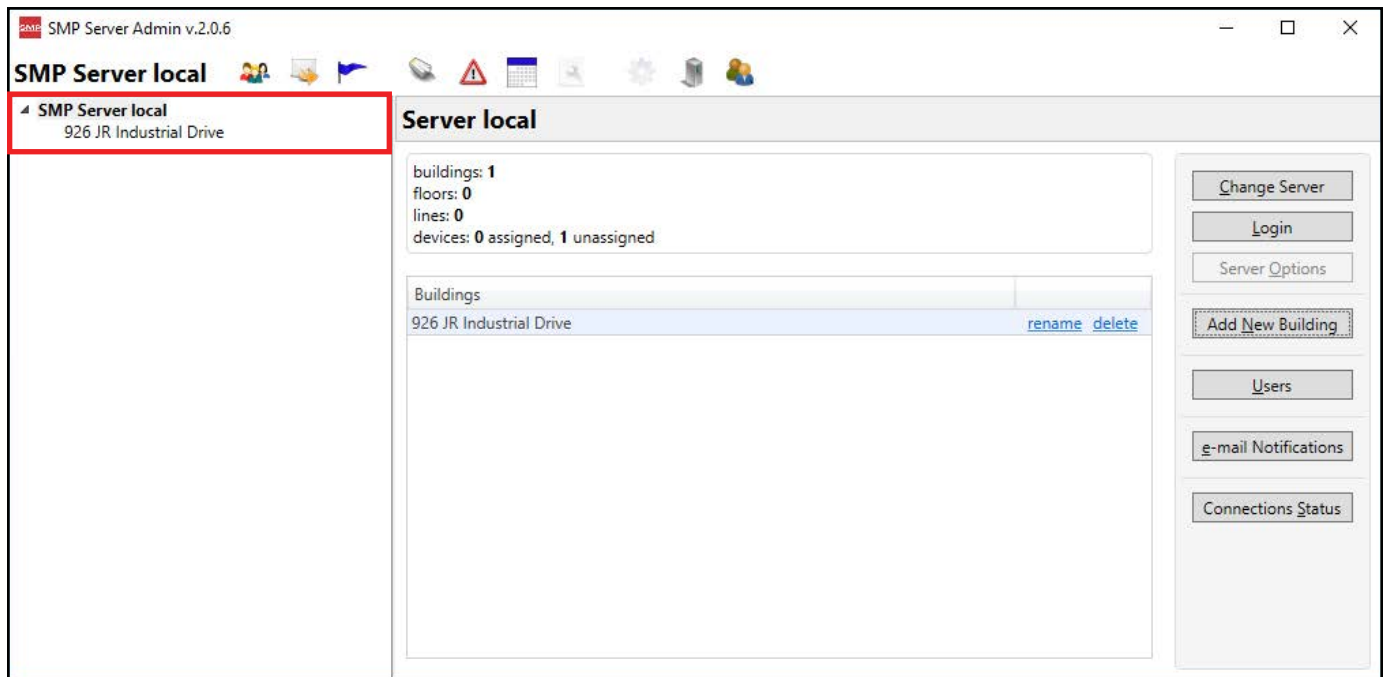 SMP SMP Server Admin v.2.0.6
SMP Server local
SMP Server local
926 JR Industrial Drive
Server local
buildings: 1
floors: 0
lines: 0
devices: 0 assigned, 1 unassigned
Buildings
926 JR Industrial Drive rename delete
Change Server
Login
Server Options
Add New Building
Users
e-mail Notifications
Connections Status